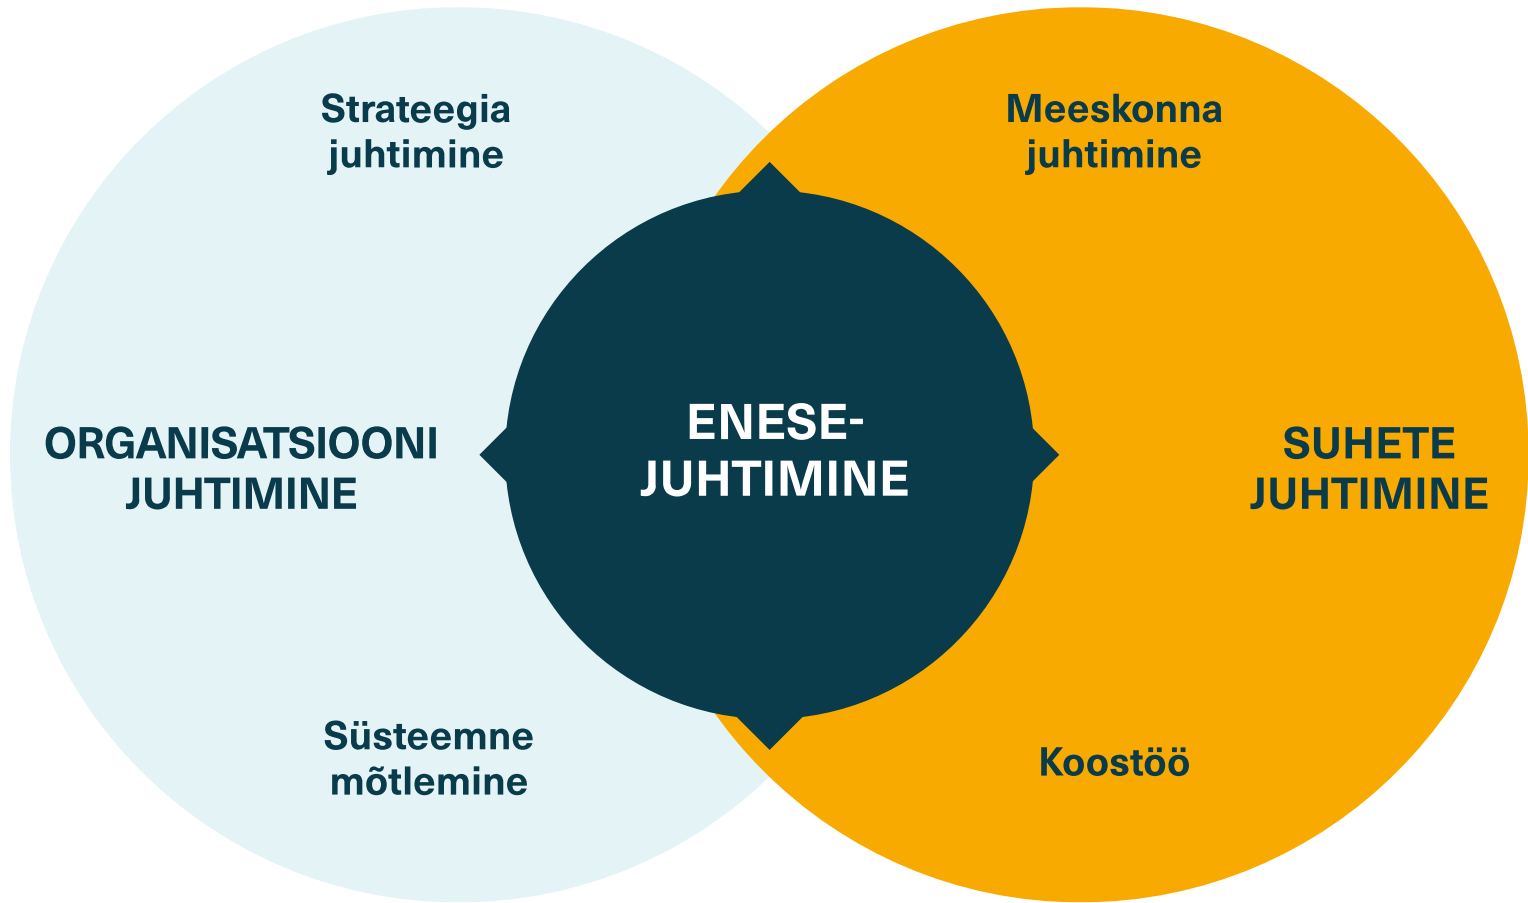 Strateegia
juhtimine
Meeskonna
juhtimine
ORGANISATSIOONI
JUHTIMINE
ENESE-
JUHTIMINE
SUHETE
JUHTIMINE
Süsteemne
mõtlemine
Koostöö